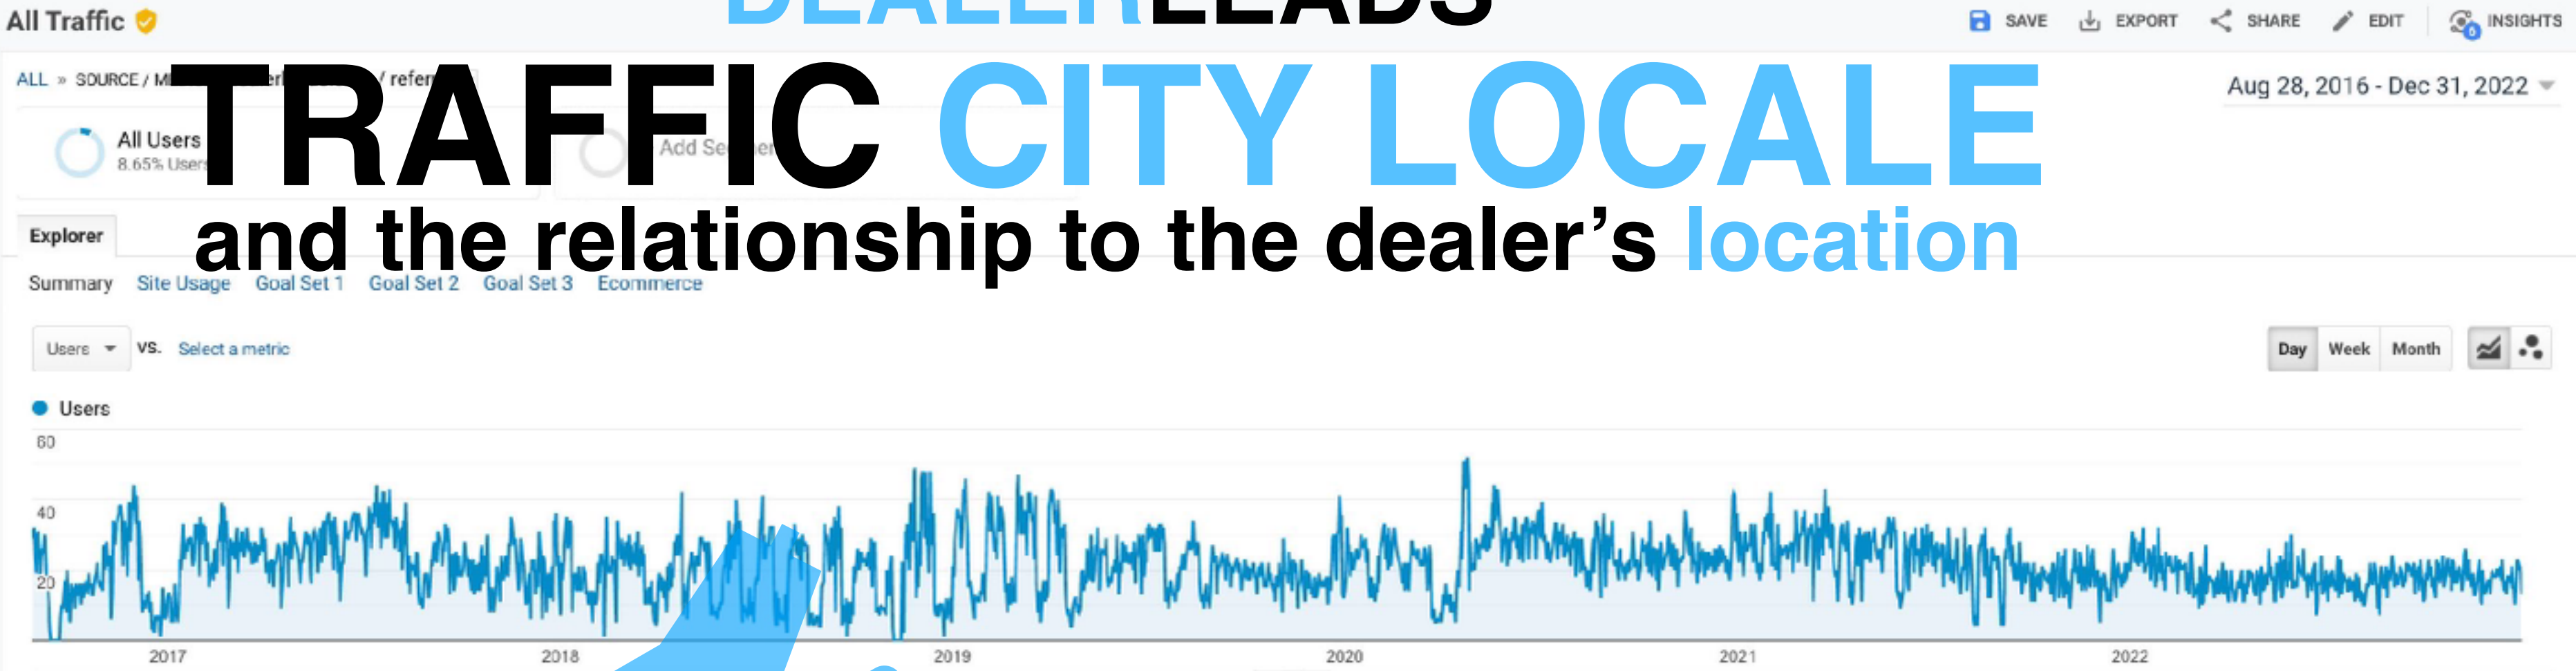 All Traffic
DEALERLEADS
SAVE EXPORT SHARE EDIT INSIGHTS
ALL » SOURCE / / refer
TRAFFIC CITY LOCALE
Aug 28, 2016 - Dec 31, 2022
All Users
8.65% Users
Add
and the relationship to the dealer's location
Explorer
Summary Site Usage Goal Set 1 Goal Set 2 Goal Set 3 Ecommerce
Users VS. Select a metric
Day Week Month
Users
60
40
20
2017 2018 2019 2020 2021 2022